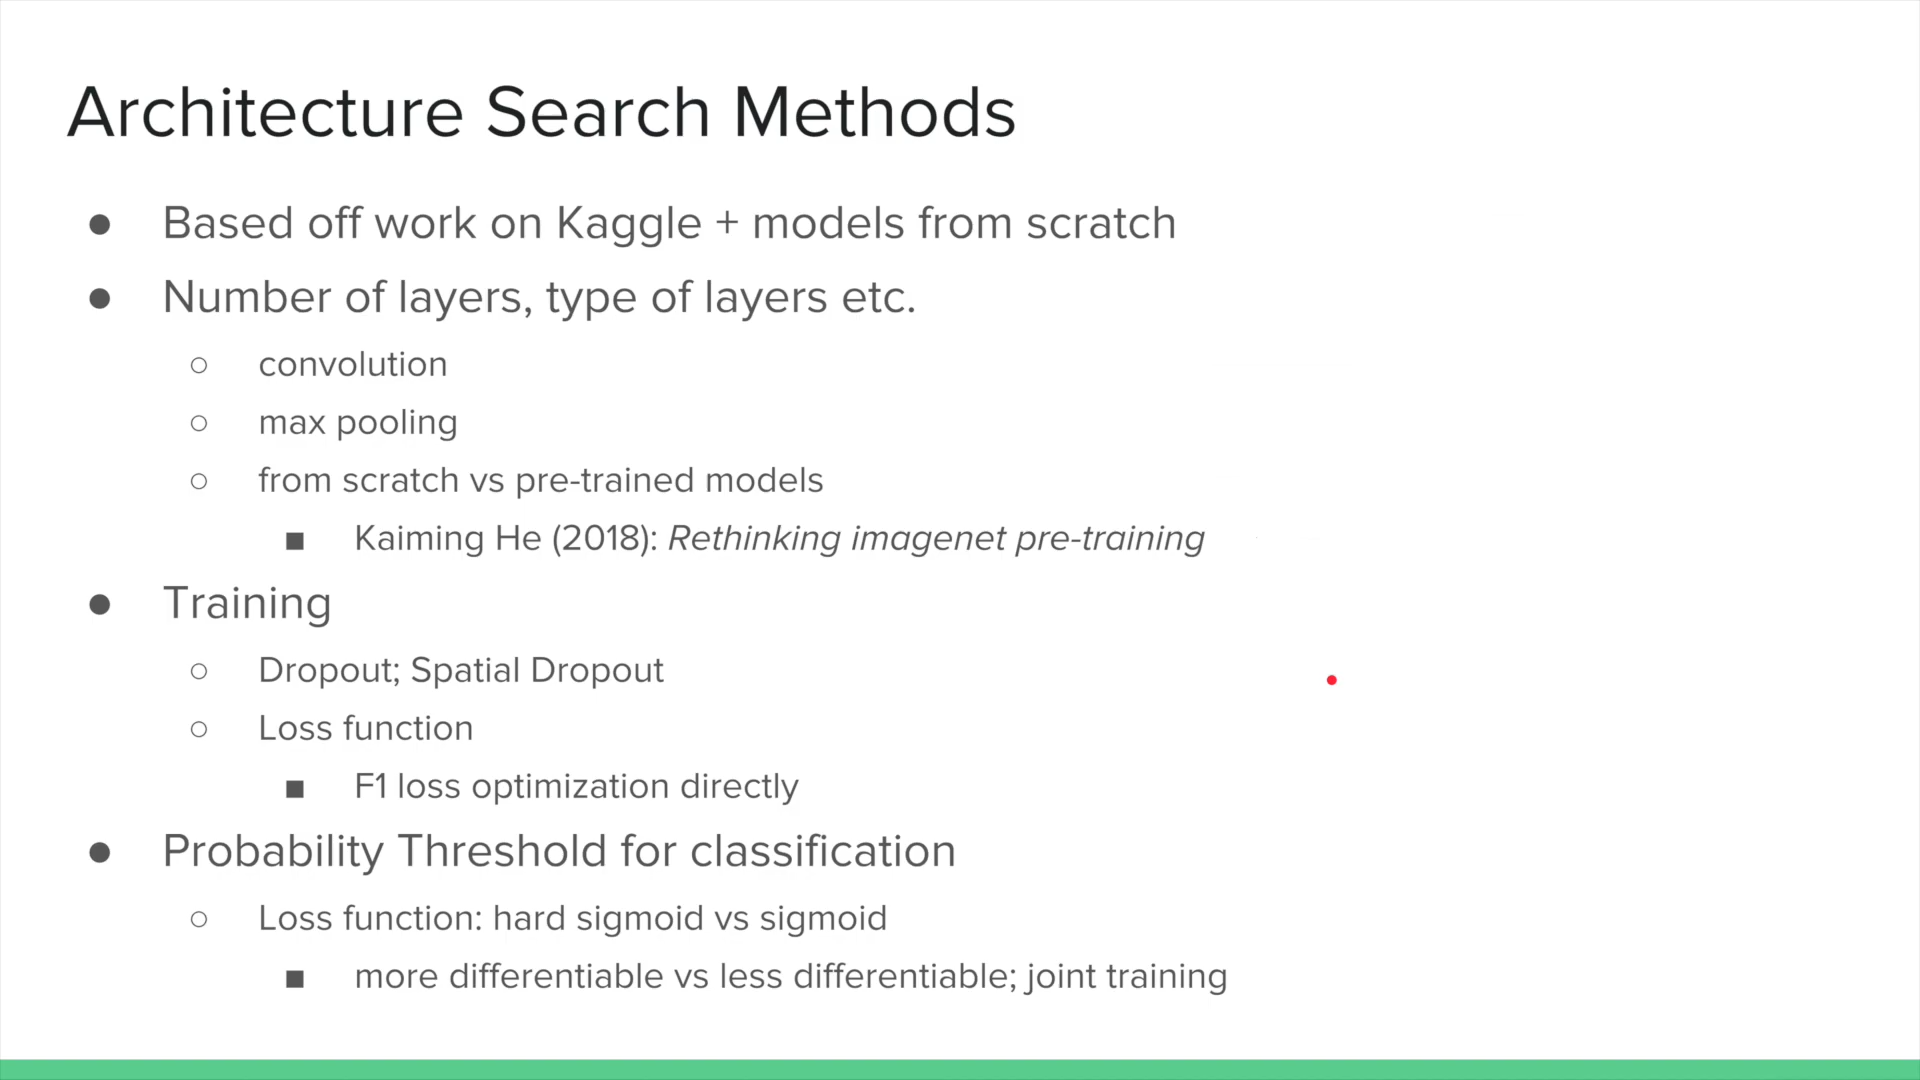 Architecture Search Methods
● Based off work on Kaggle + models from scratch
● Number of layers, type of layers etc.
○ convolution
○ max pooling
○ from scratch vs pre-trained models
■ Kaiming He (2018): Rethinking imagenet pre-training
● Training
○ Dropout; Spatial Dropout
○ Loss function
■ F1 loss optimization directly
● Probability Threshold for classification
○ Loss function: hard sigmoid vs sigmoid
■ more differentiable vs less differentiable; joint training